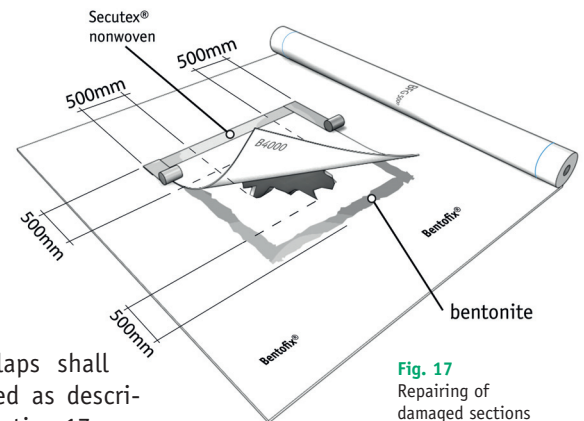 Secutex®
nonwoven
500mm
500mm
B4000
500mm
500mm
Bentofix®
Bentofix®
bentonite
laps shall
ed as descri-
Fig. 17
Repairing of
damaged sections